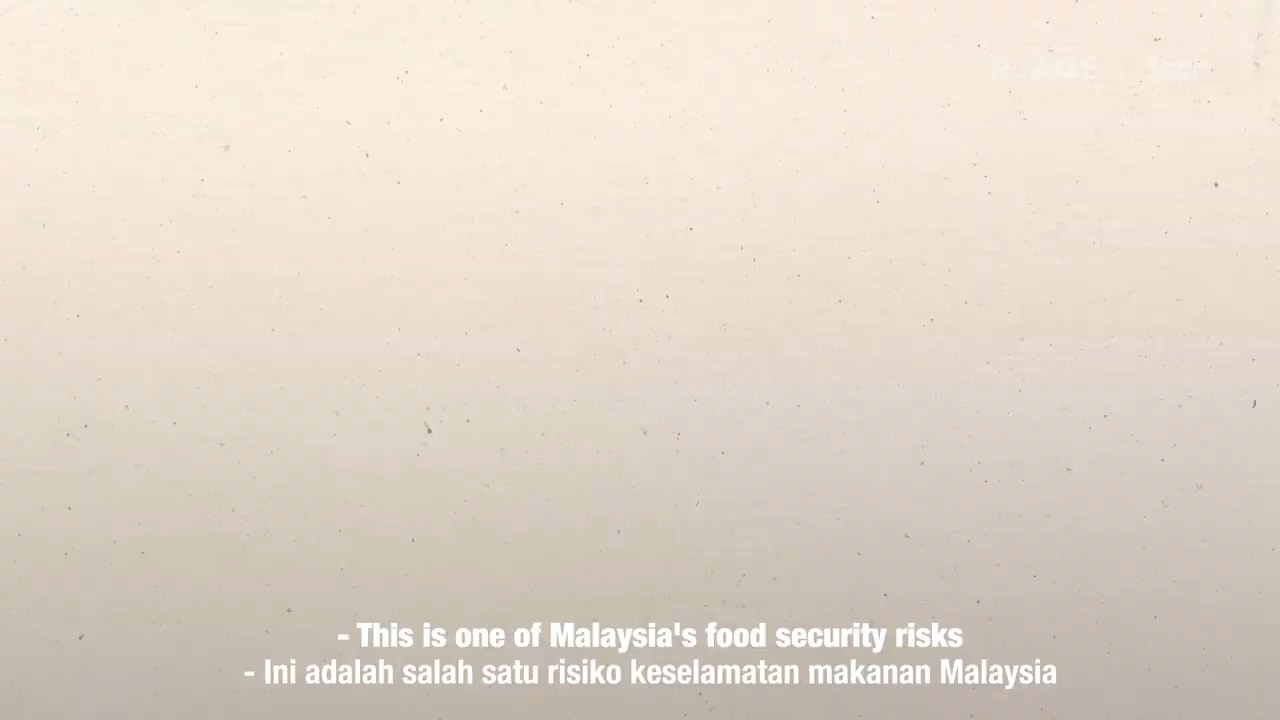 - This is one of Malaysia's food security risks
- Ini adalah salah satu risiko keselamatan makanan Malaysia